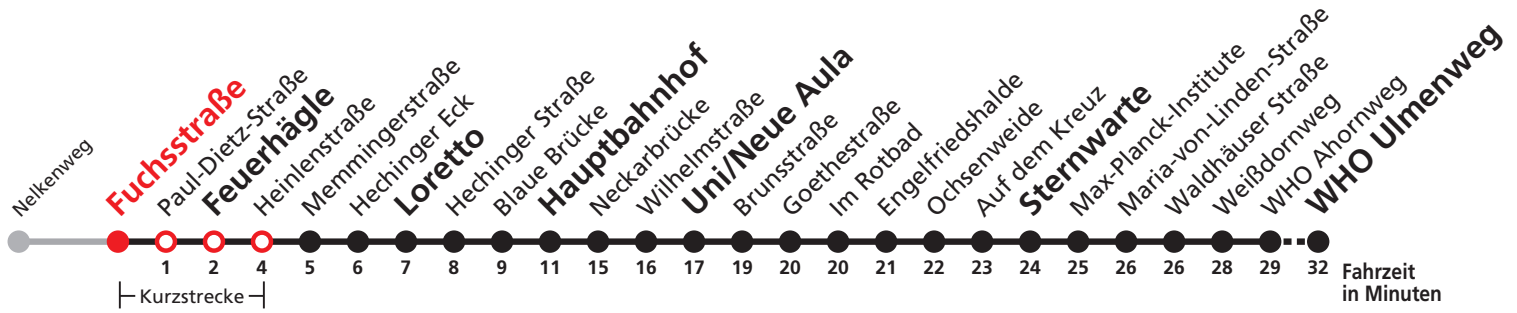 Nelkenweg
Fuchsstraße
Paul-Dietz-Straße
Feuerhägle
Heinlenstraße
Memmingerstraße
Hechinger Eck
Loretto
Hechinger Straße
Blaue Brücke
Hauptbahnhof
Neckarbrücke
Wilhelmstraße
Uni/Neue Aula
Brunsstraße
Goethestraße
Im Rotbad
Engelfriedshalde
Ochsenweide
Auf dem Kreuz
Sternwarte
Max-Planck-Institute
Maria-von-Linden-Straße
Waldhäuser Straße
Weißdornweg
WHO Ahornweg
WHO Ulmenweg
1 2 4 5 6 7 8 9 11 15 16 17 19 20 20 21 22 23 24 25 26 26 28 29 32
Fahrzeit
in Minuten
Kurzstrecke